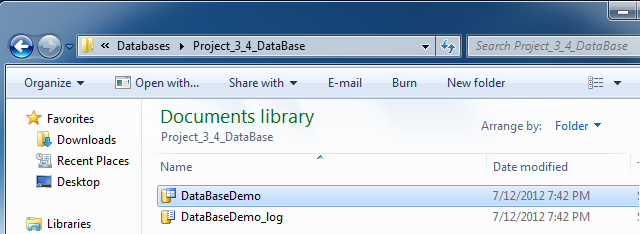 « Databases Project_3_4_DataBase Search Project_3_4_DataBase
Organize Open with... Share with E-mail Burn New folder
Favorites
Downloads
Recent Places
Desktop
Libraries
Documents library
Project_3_4_DataBase
Arrange by: Folder
Name Date modified
DataBaseDemo 7/12/2012 7:42 PM
DataBaseDemo_log 7/12/2012 7:42 PM